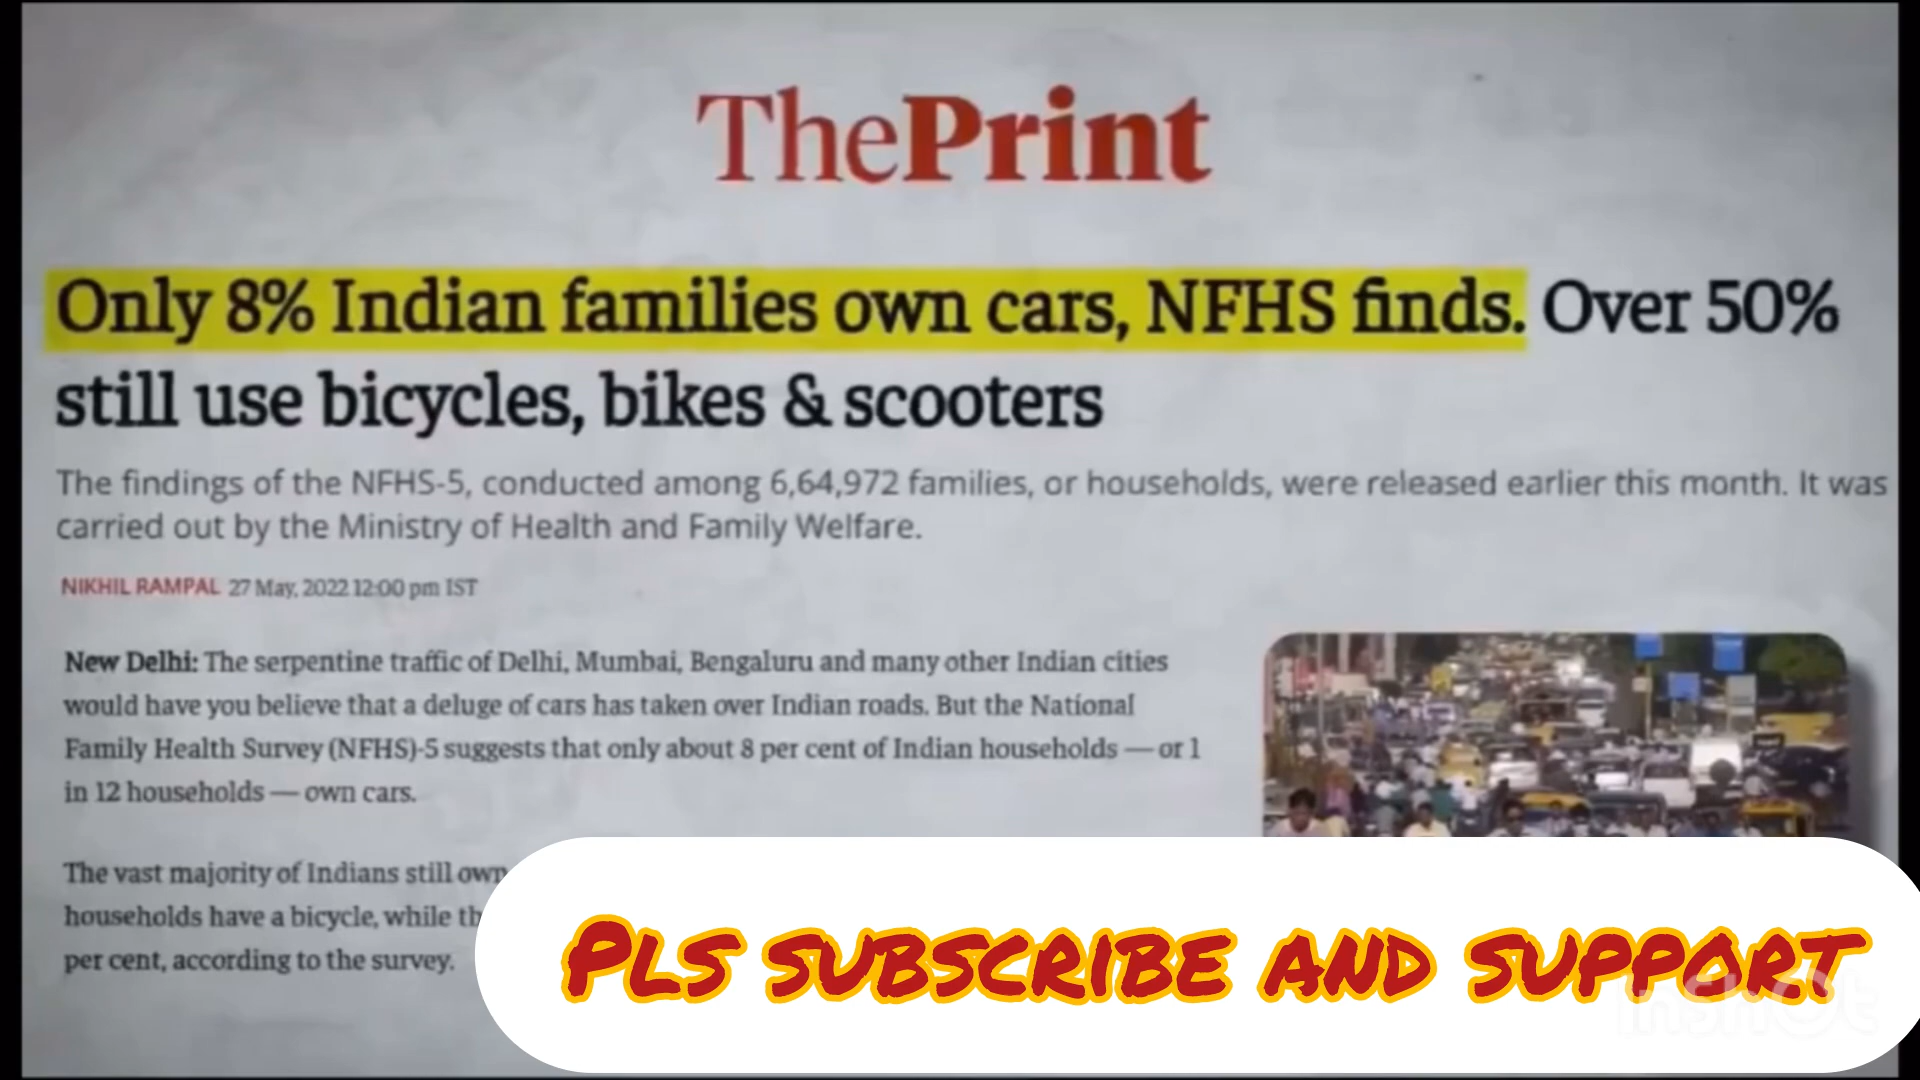 ThePrint
Only 8% Indian families own cars, NFHS finds. Over 50%
still use bicycles, bikes & scooters
The findings of the NFHS-5, conducted among 6,64,972 families, or households, were released earlier this month. It was
carried out by the Ministry of Health and Family Welfare.
NIKHIL RAMPAL 27 May, 2022 12:00 pm IST
New Delhi: The serpentine traffic of Delhi, Mumbai, Bengaluru and many other Indian cities
would have you believe that a deluge of cars has taken over Indian roads. But the National
Family Health Survey (NFHS)-5 suggests that only about 8 per cent of Indian households — or 1
in 12 households — own cars.
The vast majority of Indians still own
households have a bicycle, while th
per cent, according to the survey.
PLS SUBSCRIBE AND SUPPORT
InShOt